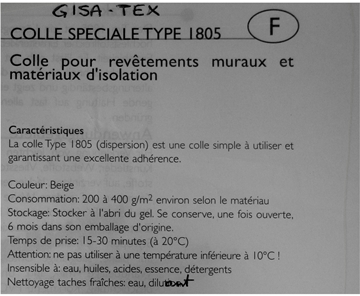 GISA-TEX
COLLE SPECIALE TYPE 1805
F
Colle pour revêtements muraux et
matériaux d'isolation
Caractéristiques
La colle Type 1805 (dispersion) est une colle simple à utiliser et
garantissant une excellente adhérence.
Couleur: Beige
Consommation: 200 à 400 g/m² environ selon le matériau
Stockage: Stocker à l'abri du gel. Se conserve, une fois ouverte,
6 mois dans son emballage d'origine.
Temps de prise: 15-30 minutes (à 20°C)
Attention: ne pas utiliser à une température inférieure à 10°C !
Insensible à: eau, huiles, acides, essence, détergents
Nettoyage taches fraîches: eau, diluant